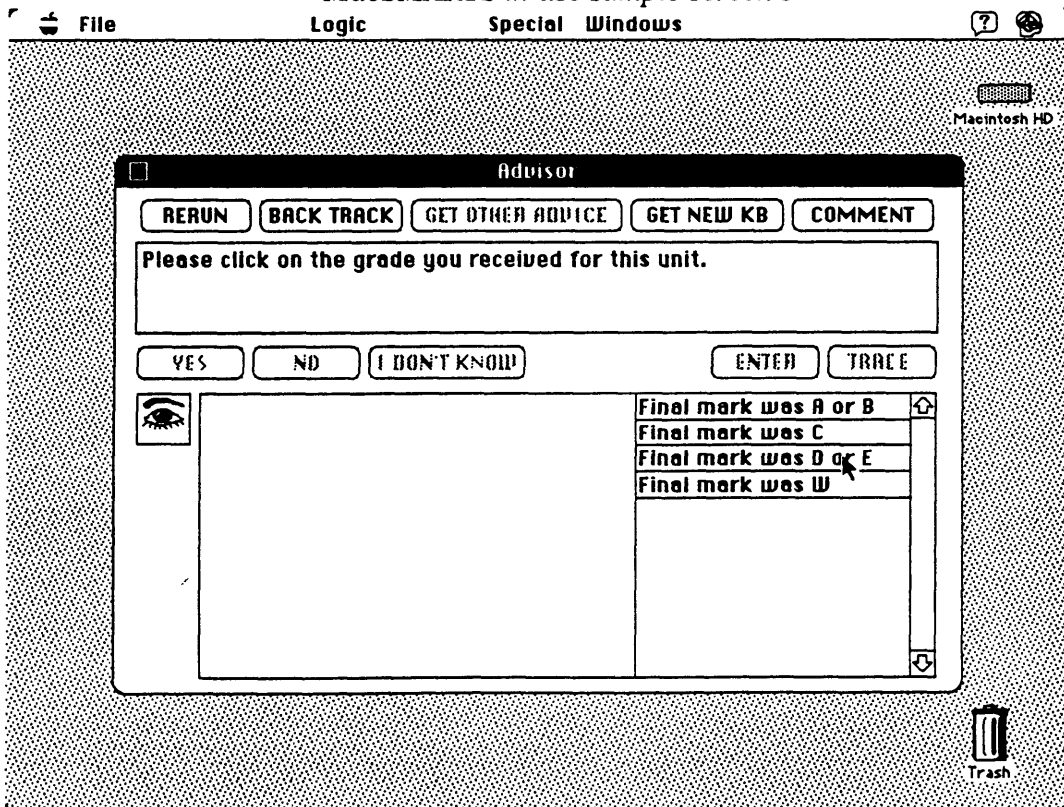 File Logic Special Windows
Macintosh HD
Advisor
RERUN BACK TRACK GET OTHER ADVICE GET NEW KB COMMENT
Please click on the grade you received for this unit.
YES NO I DON'T KNOW ENTER TRACE
Final mark was A or B
Final mark was C
Final mark was D or E
Final mark was W
Trash